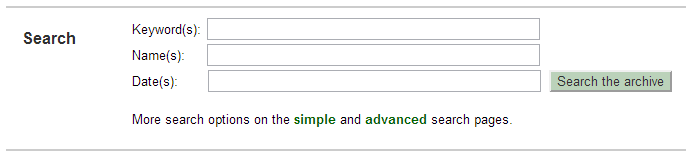 Search
Keyword(s):
Name(s):
Date(s):
Search the archive
More search options on the simple and advanced search pages.